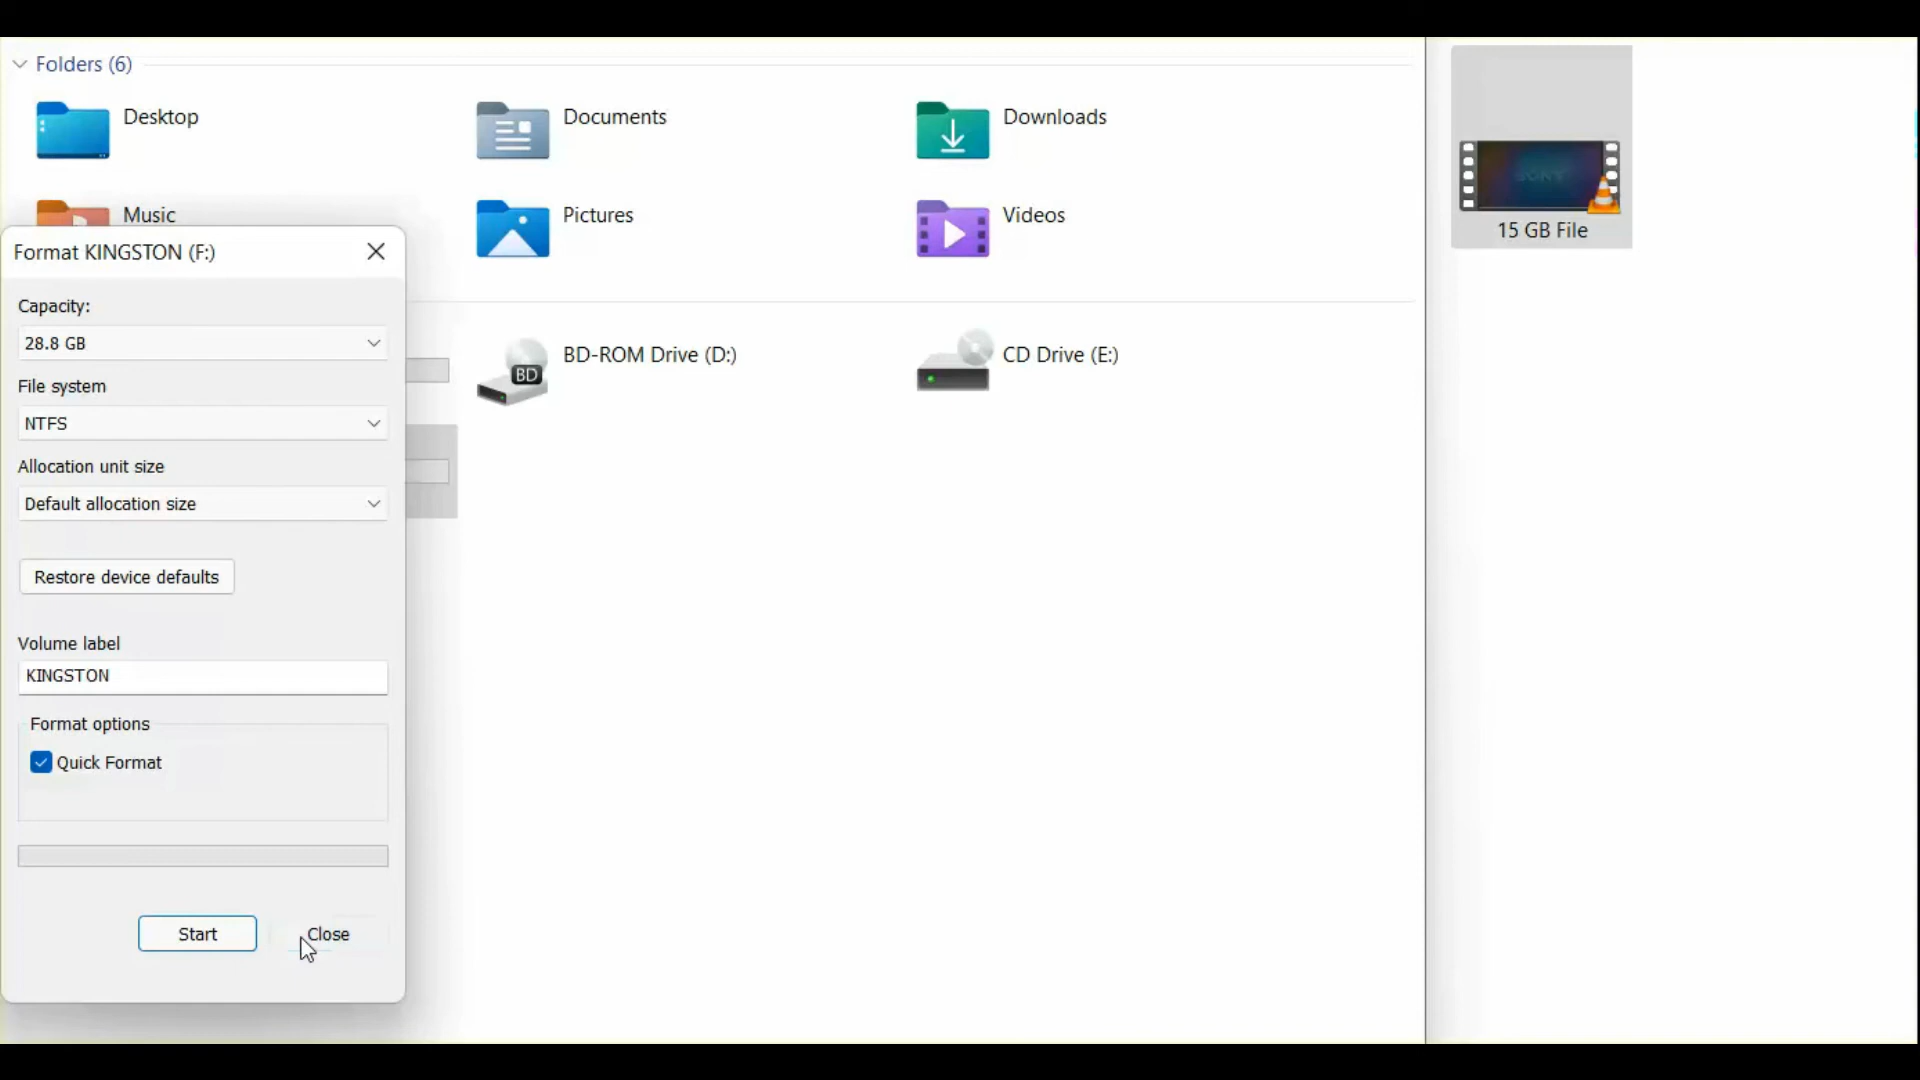 Folders (6)
Desktop
Documents
Downloads
Music
Pictures
Videos
BD-ROM Drive (D:)
BD
CD Drive (E:)
Format KINGSTON (F:)
Capacity:
28.8 GB
File system
NTFS
Allocation unit size
Default allocation size
Restore device defaults
Volume label
KINGSTON
Format options
Quick Format
Start
Close
SONY
15 GB File